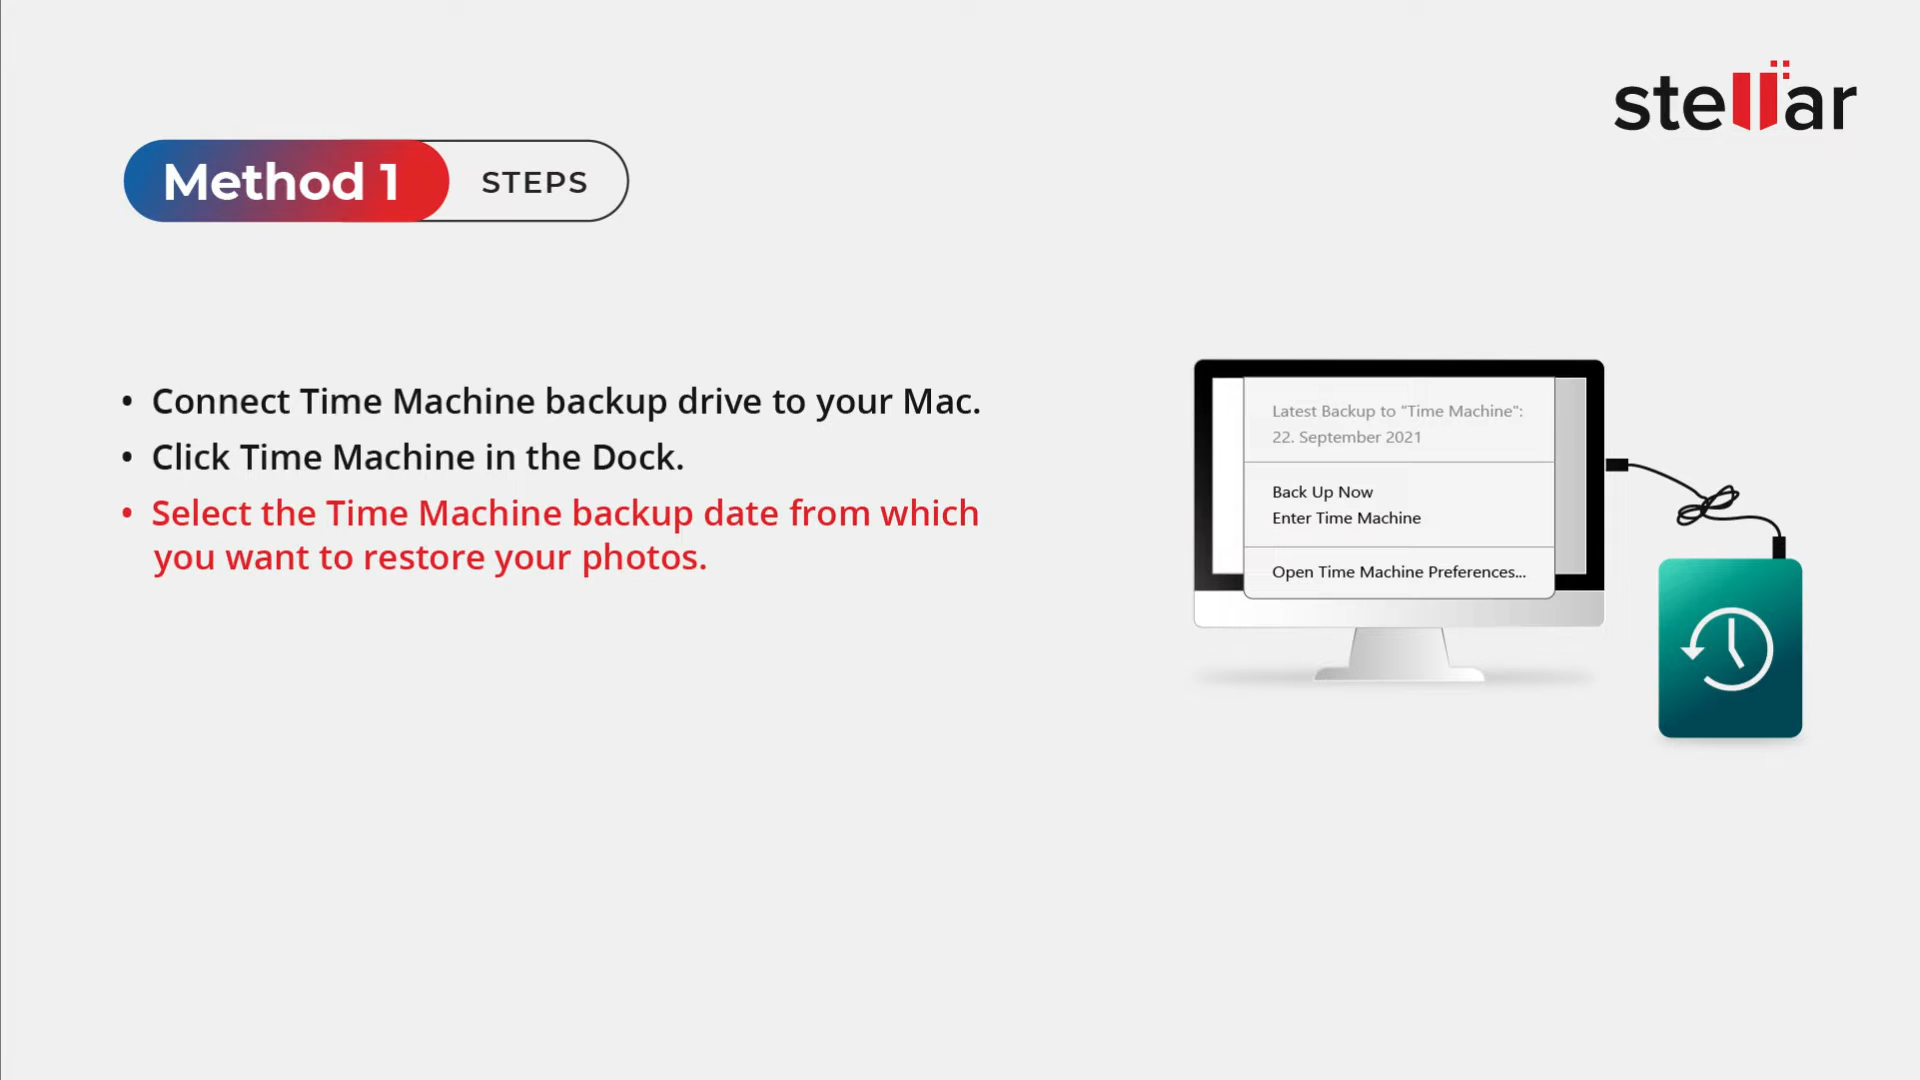 stellar
Method 1 STEPS
• Connect Time Machine backup drive to your Mac.
• Click Time Machine in the Dock.
• Select the Time Machine backup date from which
you want to restore your photos.
Latest Backup to "Time Machine":
22. September 2021
Back Up Now
Enter Time Machine
Open Time Machine Preferences...